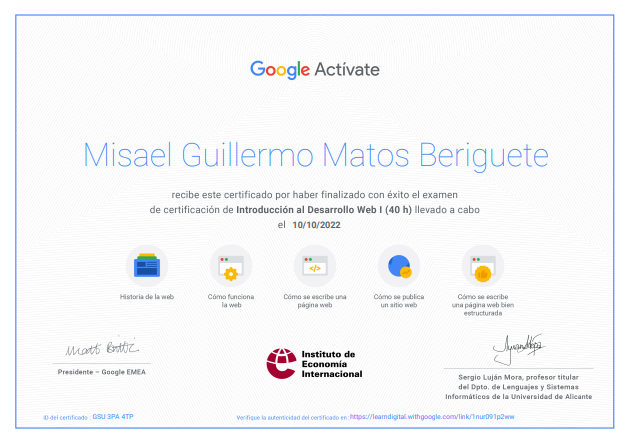 Google Actívate
Misael Guillermo Matos Beriguete
recibe este certificado por haber finalizado con éxito el examen
de certificación de Introducción al Desarrollo Web I (40 h) llevado a cabo
el 10/10/2022
Historia de la web
Cómo funciona
la web
Cómo se escribe una
página web
Cómo se publica
un sitio web
Cómo se escribe
una página web bien
estructurada
Matt Brittin
Presidente – Google EMEA
Instituto de
Economía
Internacional
Sergio Luján Mora, profesor titular
del Dpto. de Lenguajes y Sistemas
Informáticos de la Universidad de Alicante
ID del certificado : GSU 3PA 4TP
Verifique la autenticidad del certificado en: https://learndigital.withgoogle.com/link/1nur091p2ww